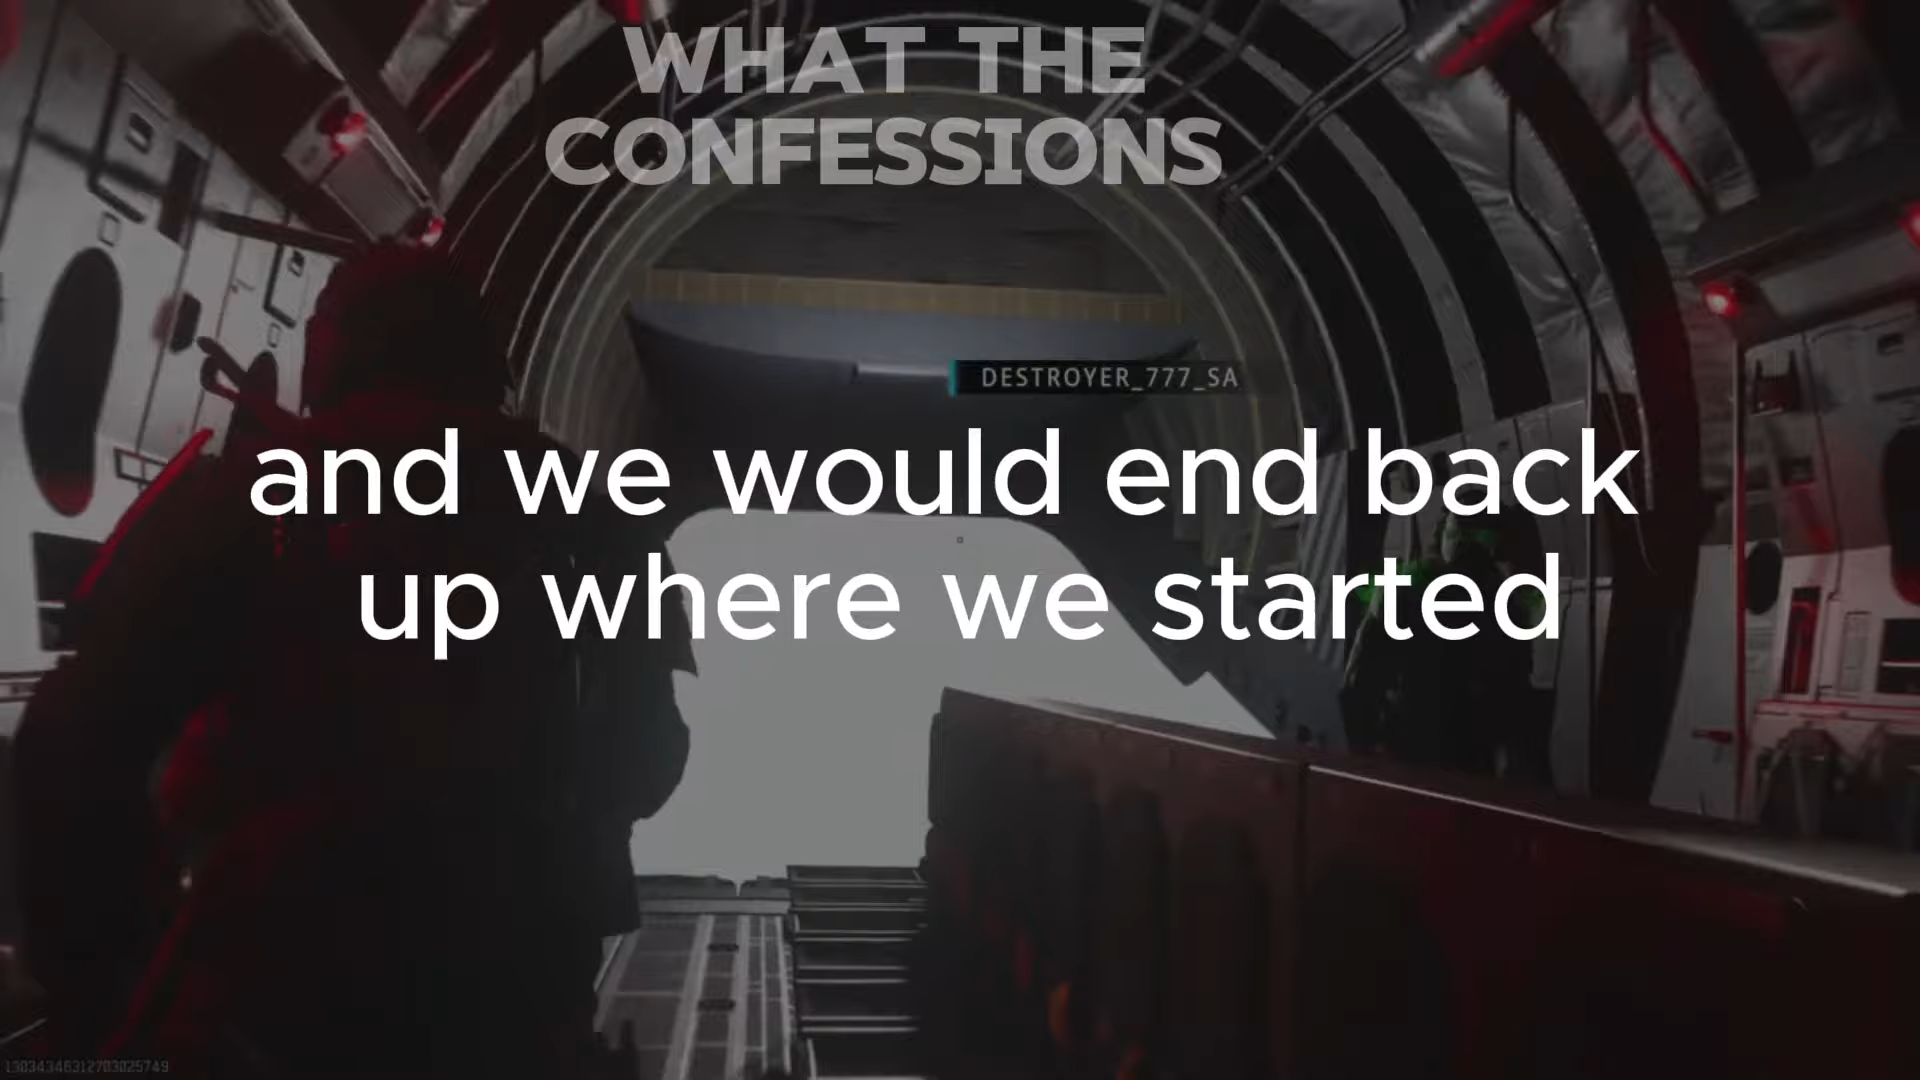 WHAT THE
CONFESSIONS
DESTROYER_777_SA
and we would end back
up where we started